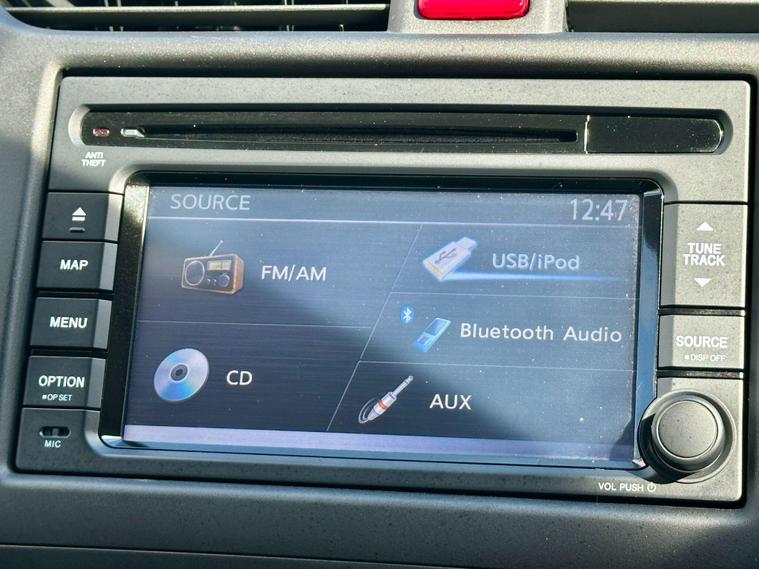 ANTI
THEFT
SOURCE
12:47
MAP
MENU
OPTION
OP SET
MIC
FM/AM
CD
USB/iPod
Bluetooth Audio
AUX
TUNE
TRACK
SOURCE
DISP OFF
VOL PUSH